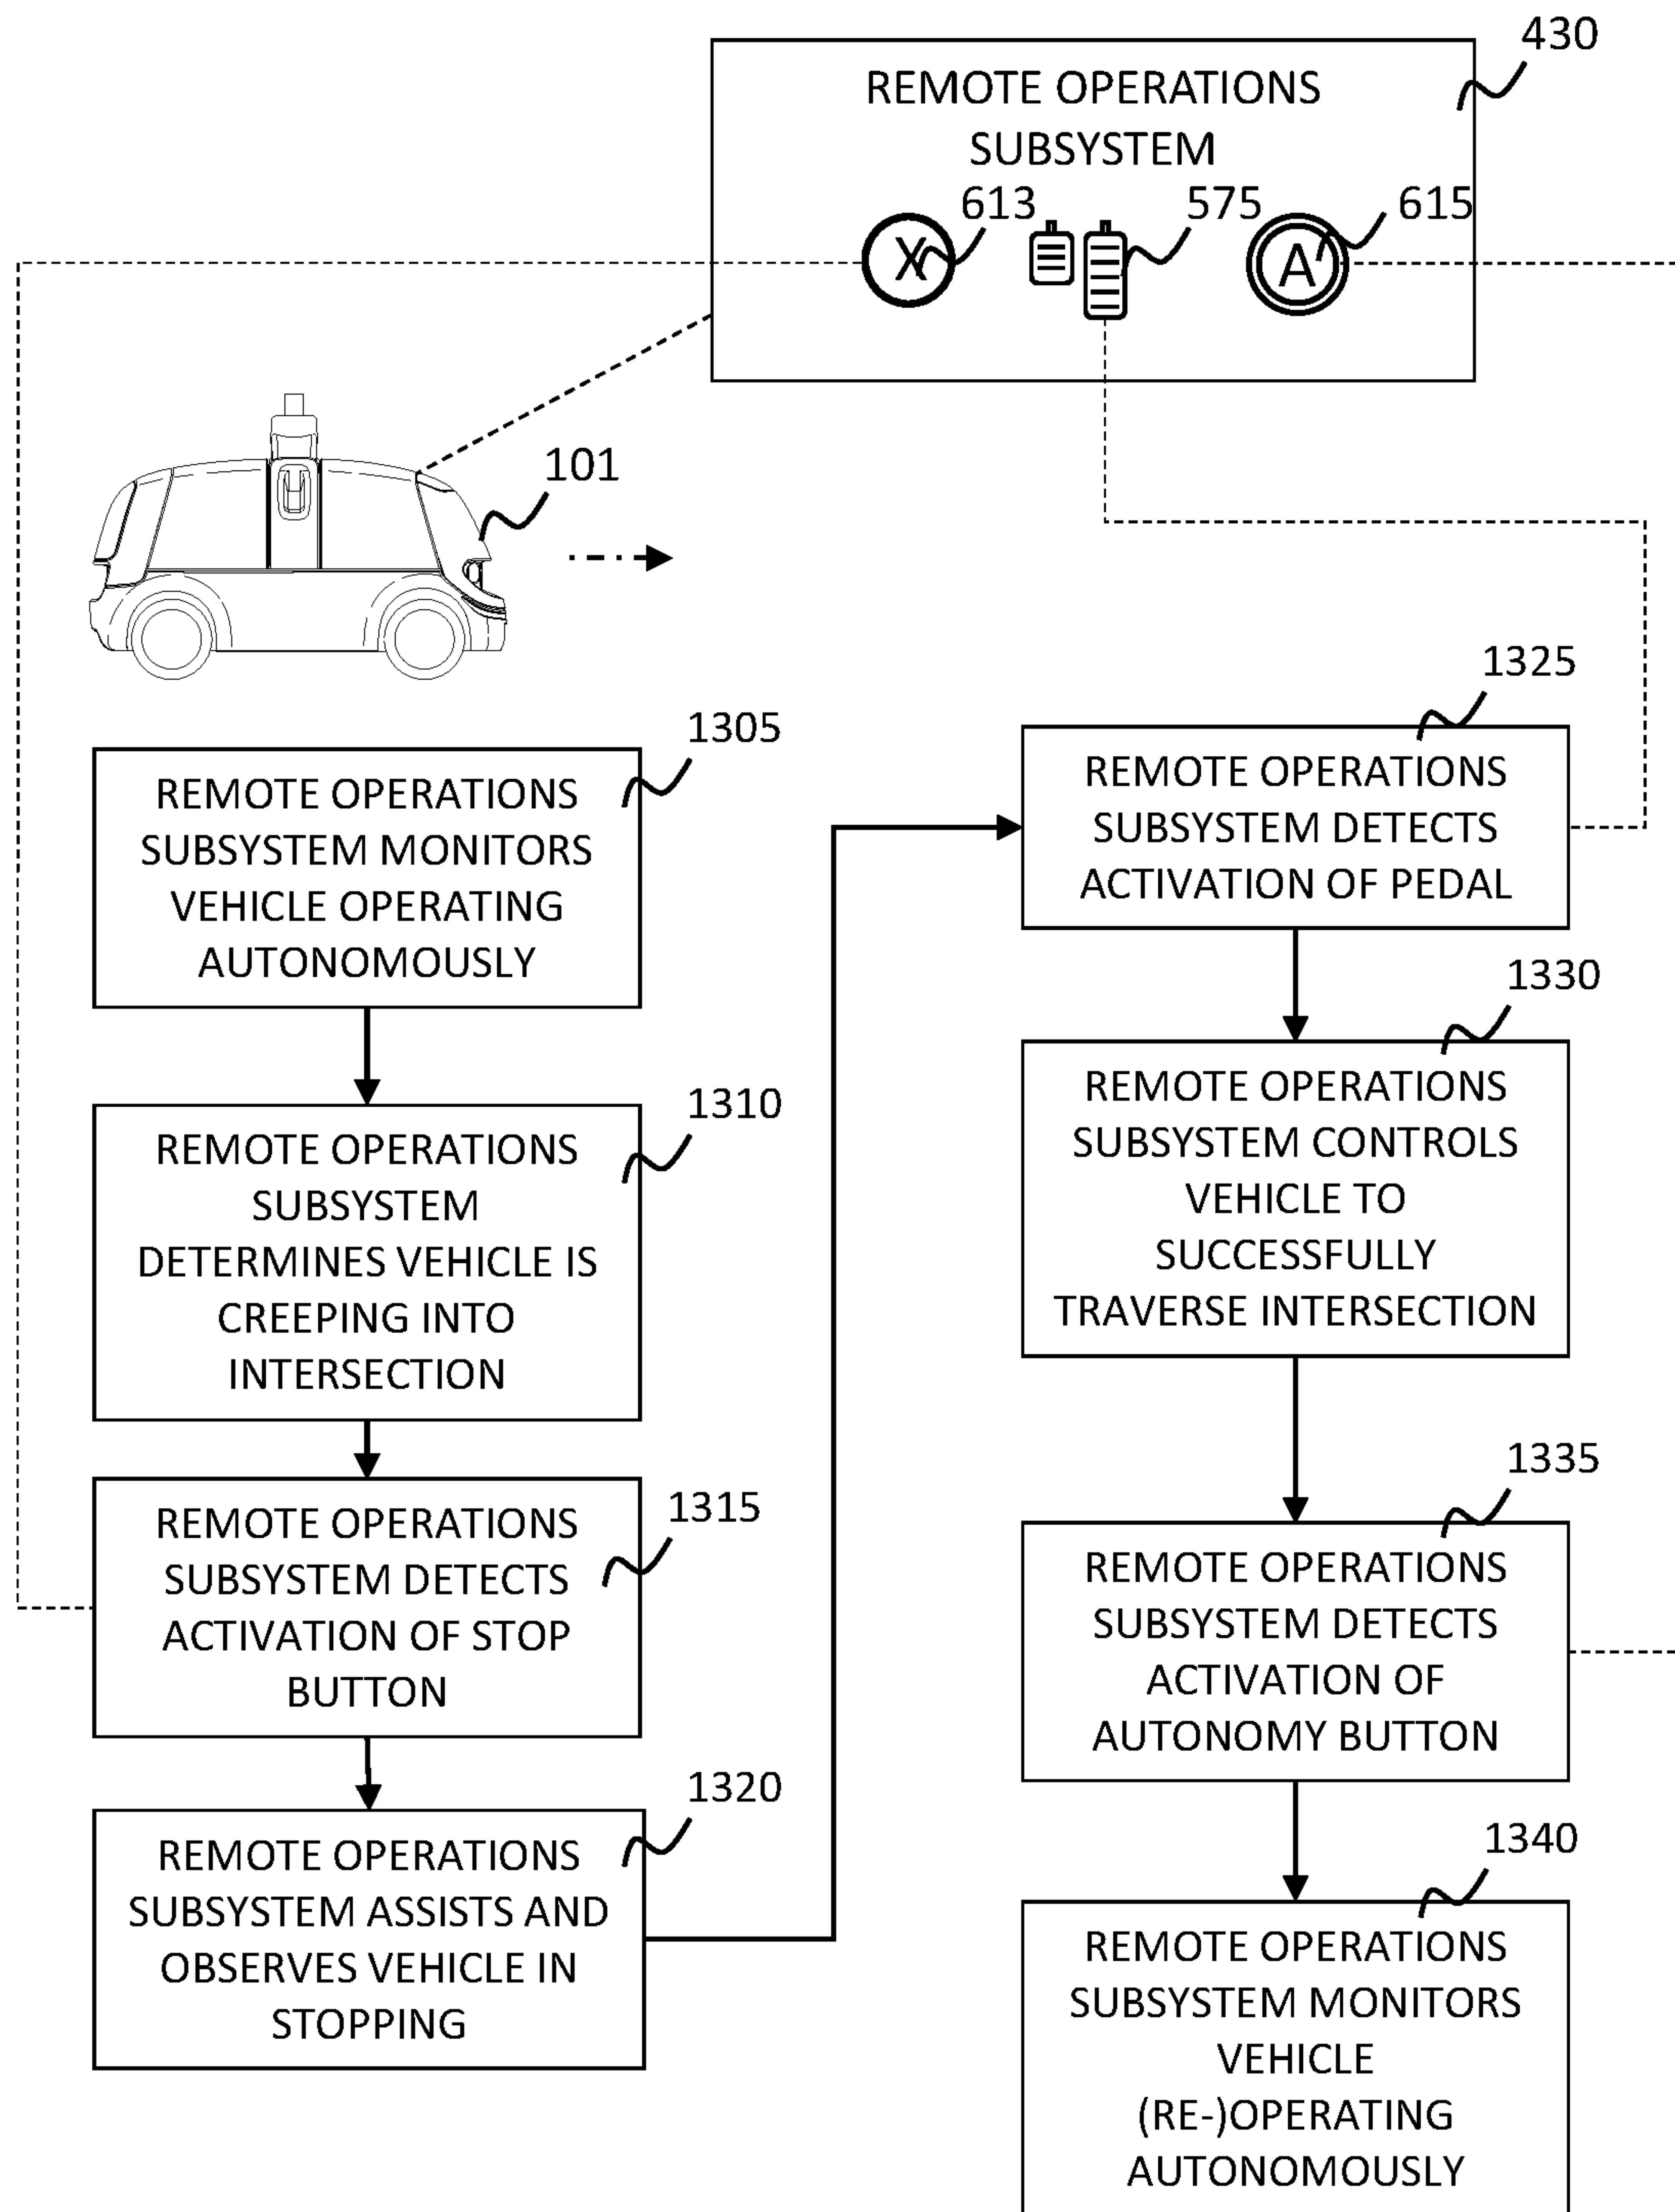 430
REMOTE OPERATIONS
SUBSYSTEM
613
575
615
X
A
101
1305
REMOTE OPERATIONS
SUBSYSTEM MONITORS
VEHICLE OPERATING
AUTONOMOUSLY
1310
REMOTE OPERATIONS
SUBSYSTEM
DETERMINES VEHICLE IS
CREEPING INTO
INTERSECTION
1315
REMOTE OPERATIONS
SUBSYSTEM DETECTS
ACTIVATION OF STOP
BUTTON
1320
REMOTE OPERATIONS
SUBSYSTEM ASSISTS AND
OBSERVES VEHICLE IN
STOPPING
1325
REMOTE OPERATIONS
SUBSYSTEM DETECTS
ACTIVATION OF PEDAL
1330
REMOTE OPERATIONS
SUBSYSTEM CONTROLS
VEHICLE TO
SUCCESSFULLY
TRAVERSE INTERSECTION
1335
REMOTE OPERATIONS
SUBSYSTEM DETECTS
ACTIVATION OF
AUTONOMY BUTTON
1340
REMOTE OPERATIONS
SUBSYSTEM MONITORS
VEHICLE
(RE-)OPERATING
AUTONOMOUSLY